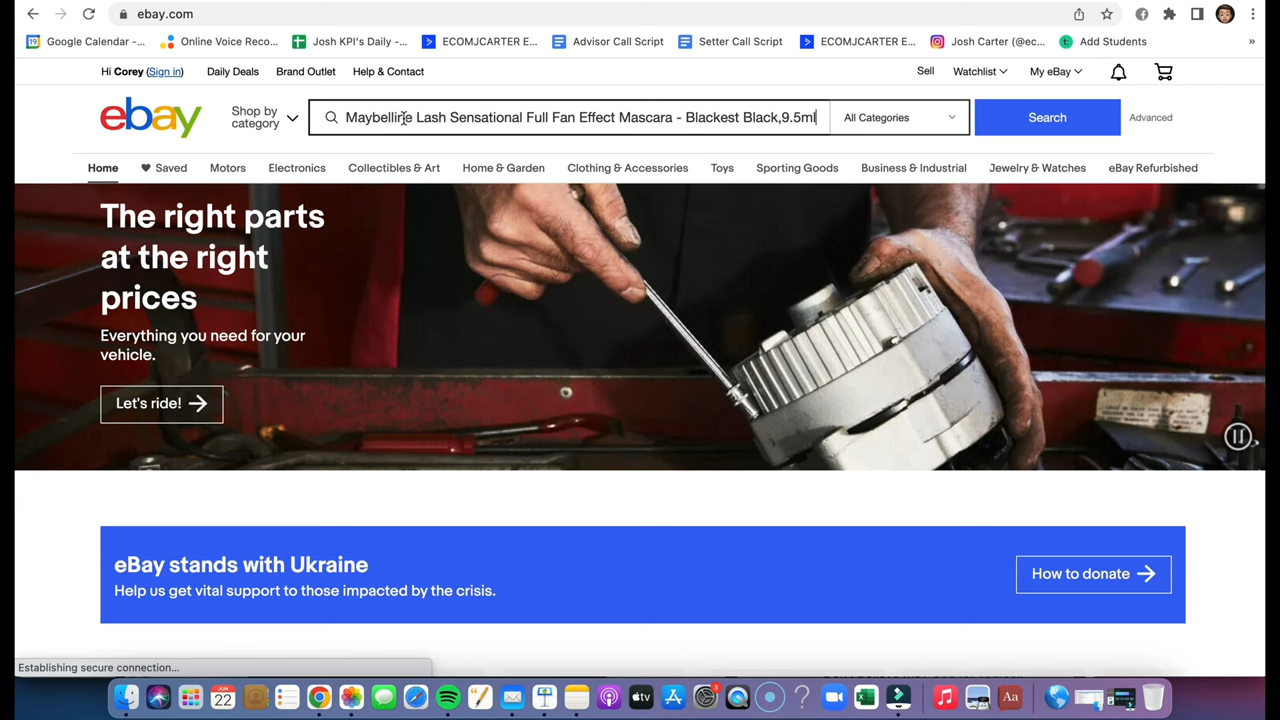 ebay.com
Google Calendar -...
Online Voice Reco...
Josh KPI's Daily -...
ECOMJCARTER E...
Advisor Call Script
Setter Call Script
ECOMJCARTER E...
Josh Carter (@ec...
Add Students
»
Hi Corey (Sign in)
Daily Deals
Brand Outlet
Help & Contact
Sell
Watchlist
My eBay
ebay
Shop by
category
Maybelline Lash Sensational Full Fan Effect Mascara - Blackest Black,9.5ml
All Categories
Search
Advanced
Home
Saved
Motors
Electronics
Collectibles & Art
Home & Garden
Clothing & Accessories
Toys
Sporting Goods
Business & Industrial
Jewelry & Watches
eBay Refurbished
The right parts
at the right
prices
Everything you need for your
vehicle.
Let's ride!
eBay stands with Ukraine
Help us get vital support to those impacted by the crisis.
How to donate
Establishing secure connection...
JUN
22
tv
3
Aa